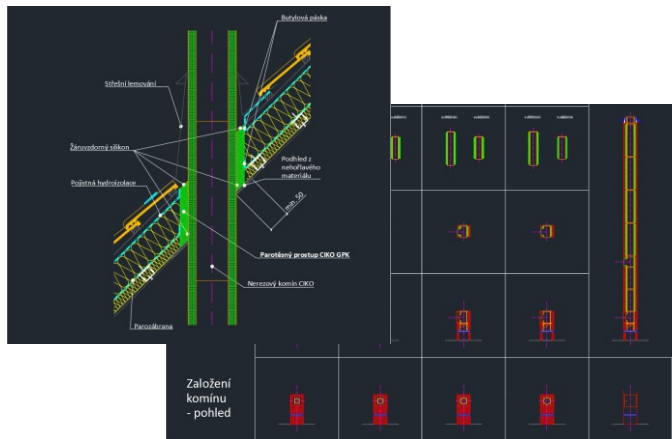 Butylová páska
Střešní lemování
Žáruvzdorný silikon
Podhled z
nehořlavého
materiálu
Pojistná hydroizolace
min. 50
Parotěsný prostup CIKO GPK
Nerezový komín CIKO
Parozábrana
Založení
komínu
- pohled